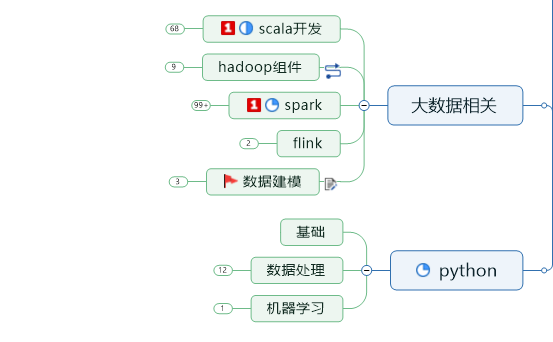 68
1 scala开发
9
hadoop组件
99+
1 spark
大数据相关
2
flink
3
数据建模
基础
12
数据处理
python
1
机器学习